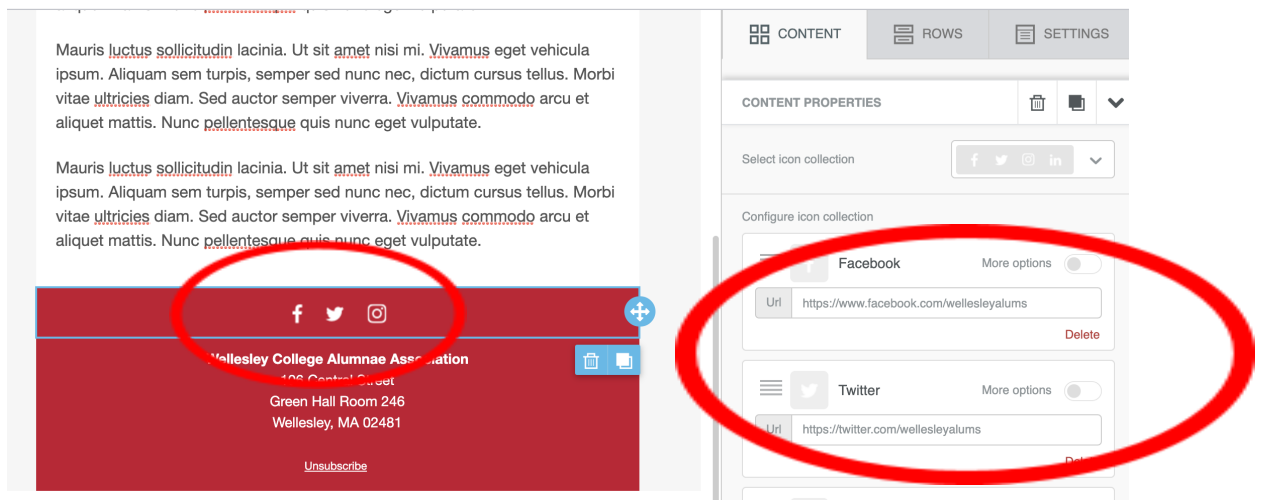 Mauris luctus sollicitudin lacinia. Ut sit amet nisi mi. Vivamus eget vehicula
ipsum. Aliquam sem turpis, semper sed nunc nec, dictum cursus tellus. Morbi
vitae ultricies diam. Sed auctor semper viverra. Vivamus commodo arcu et
aliquet mattis. Nunc pellentesque quis nunc eget vulputate.
Mauris luctus sollicitudin lacinia. Ut sit amet nisi mi. Vivamus eget vehicula
ipsum. Aliquam sem turpis, semper sed nunc nec, dictum cursus tellus. Morbi
vitae ultricies diam. Sed auctor semper viverra. Vivamus commodo arcu et
aliquet mattis. Nunc pellentesque quis nunc eget vulputate.
Wellesley College Alumnae Association
106 Central Street
Green Hall Room 246
Wellesley, MA 02481
Unsubscribe
CONTENT ROWS SETTINGS
CONTENT PROPERTIES
Select icon collection
Configure icon collection
Facebook More options
Url https://www.facebook.com/wellesleyalums
Delete
Twitter More options
Url https://twitter.com/wellesleyalums
Delete